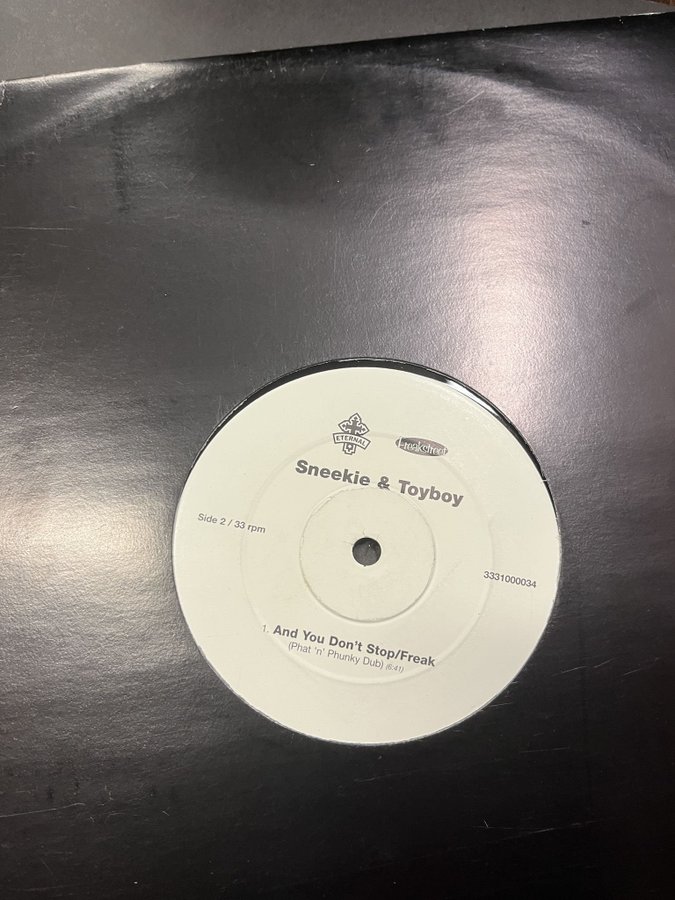 ETERNAL
freakstreet
Sneekie & Toyboy
Side 2 / 33 rpm
3331000034
1. And You Don't Stop/Freak
(Phat 'n' Phunky Dub) (6:41)